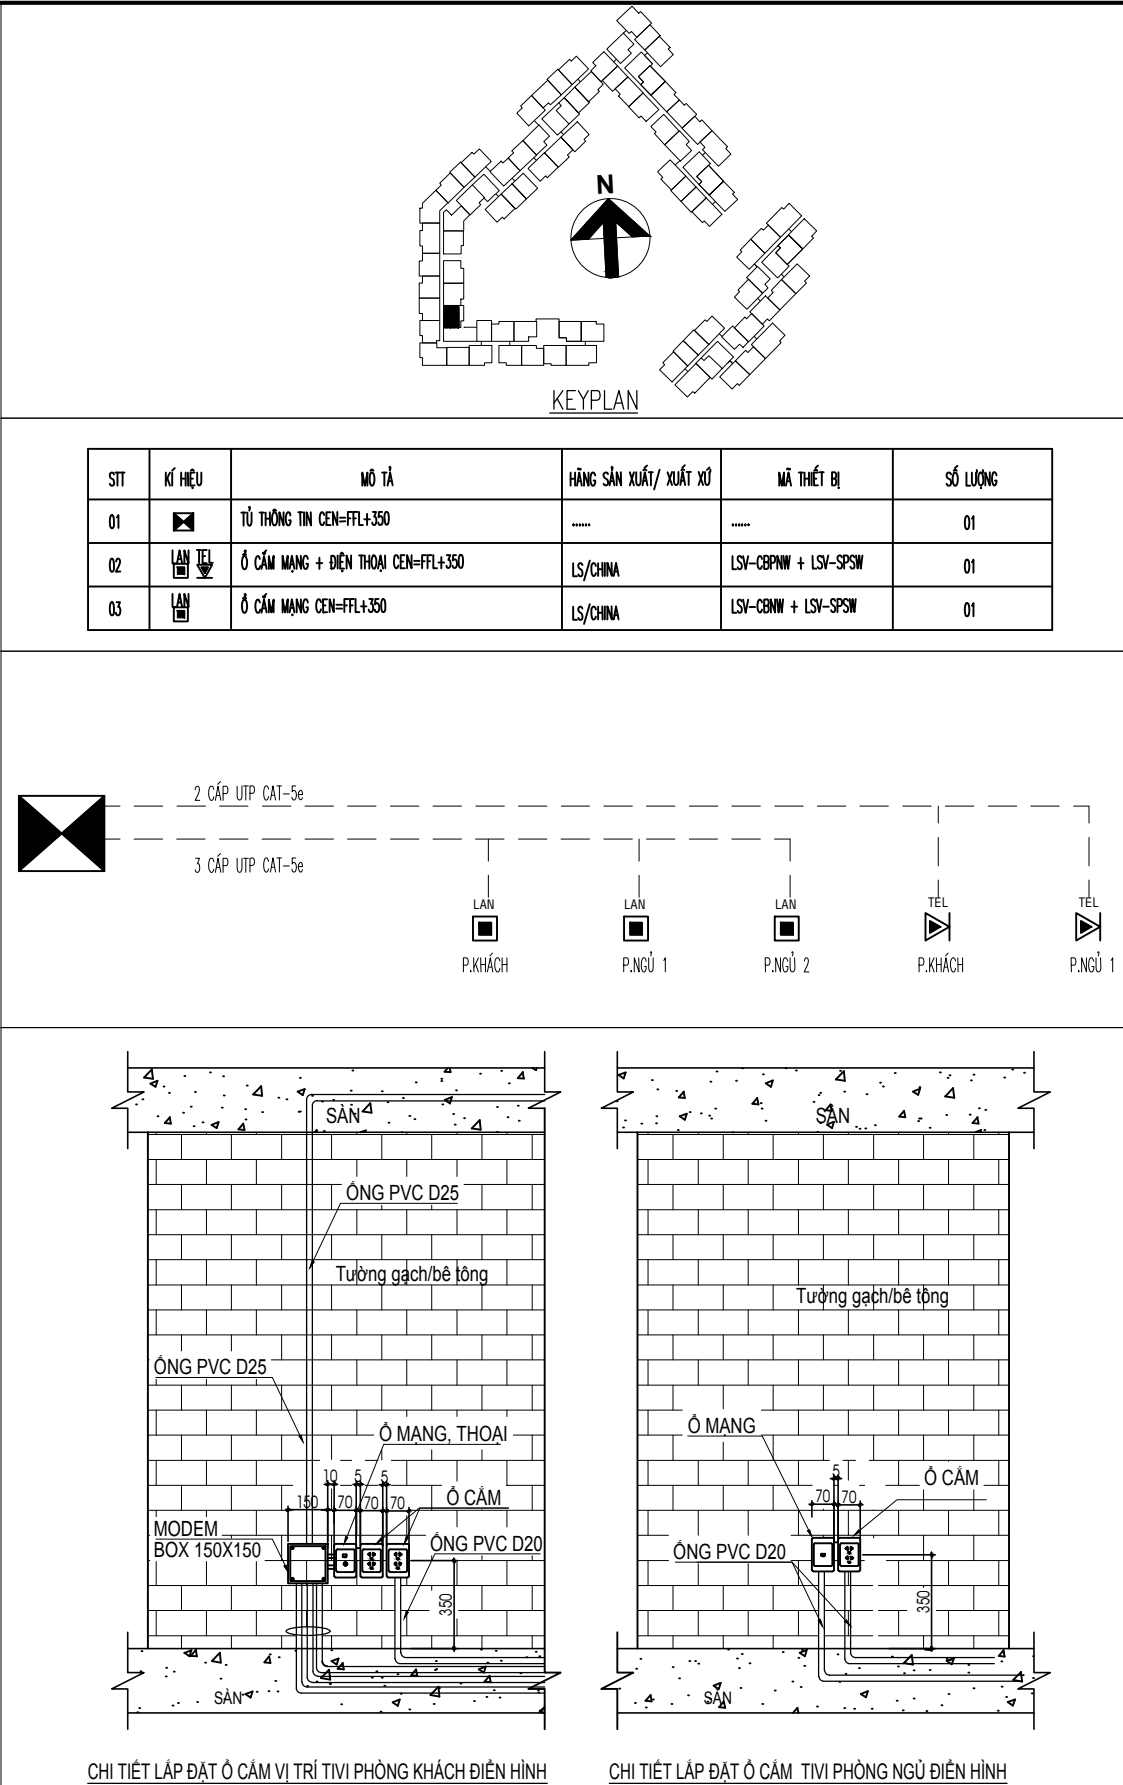 N
KEYPLAN
STT KÍ HIỆU MÔ TẢ HÃNG SẢN XUẤT/ XUẤT XỨ MÃ THIẾT BỊ SỐ LƯỢNG
01 TỦ THÔNG TIN CEN=FFL+350 ...... ...... 01
02 LAN TEL Ổ CẮM MẠNG + ĐIỆN THOẠI CEN=FFL+350 LS/CHINA LSV-CBPNW + LSV-SPSW 01
03 LAN Ổ CẮM MẠNG CEN=FFL+350 LS/CHINA LSV-CBNW + LSV-SPSW 01
2 CÁP UTP CAT-5e
3 CÁP UTP CAT-5e
LAN LAN LAN TEL TEL
P.KHÁCH P.NGỦ 1 P.NGỦ 2 P.KHÁCH P.NGỦ 1
SÀN
ỐNG PVC D25
Tường gạch/bê tông
ỐNG PVC D25
Ổ MẠNG, THOẠI
10 5 5
150 70 70 70
Ổ CẮM
MODEM
BOX 150X150
ỐNG PVC D20
350
SÀN
CHI TIẾT LẮP ĐẶT Ổ CẮM VỊ TRÍ TIVI PHÒNG KHÁCH ĐIỂN HÌNH
SÀN
Tường gạch/bê tông
Ổ MẠNG
5
70 70
Ổ CẮM
ỐNG PVC D20
350
SÀN
CHI TIẾT LẮP ĐẶT Ổ CẮM TIVI PHÒNG NGỦ ĐIỂN HÌNH